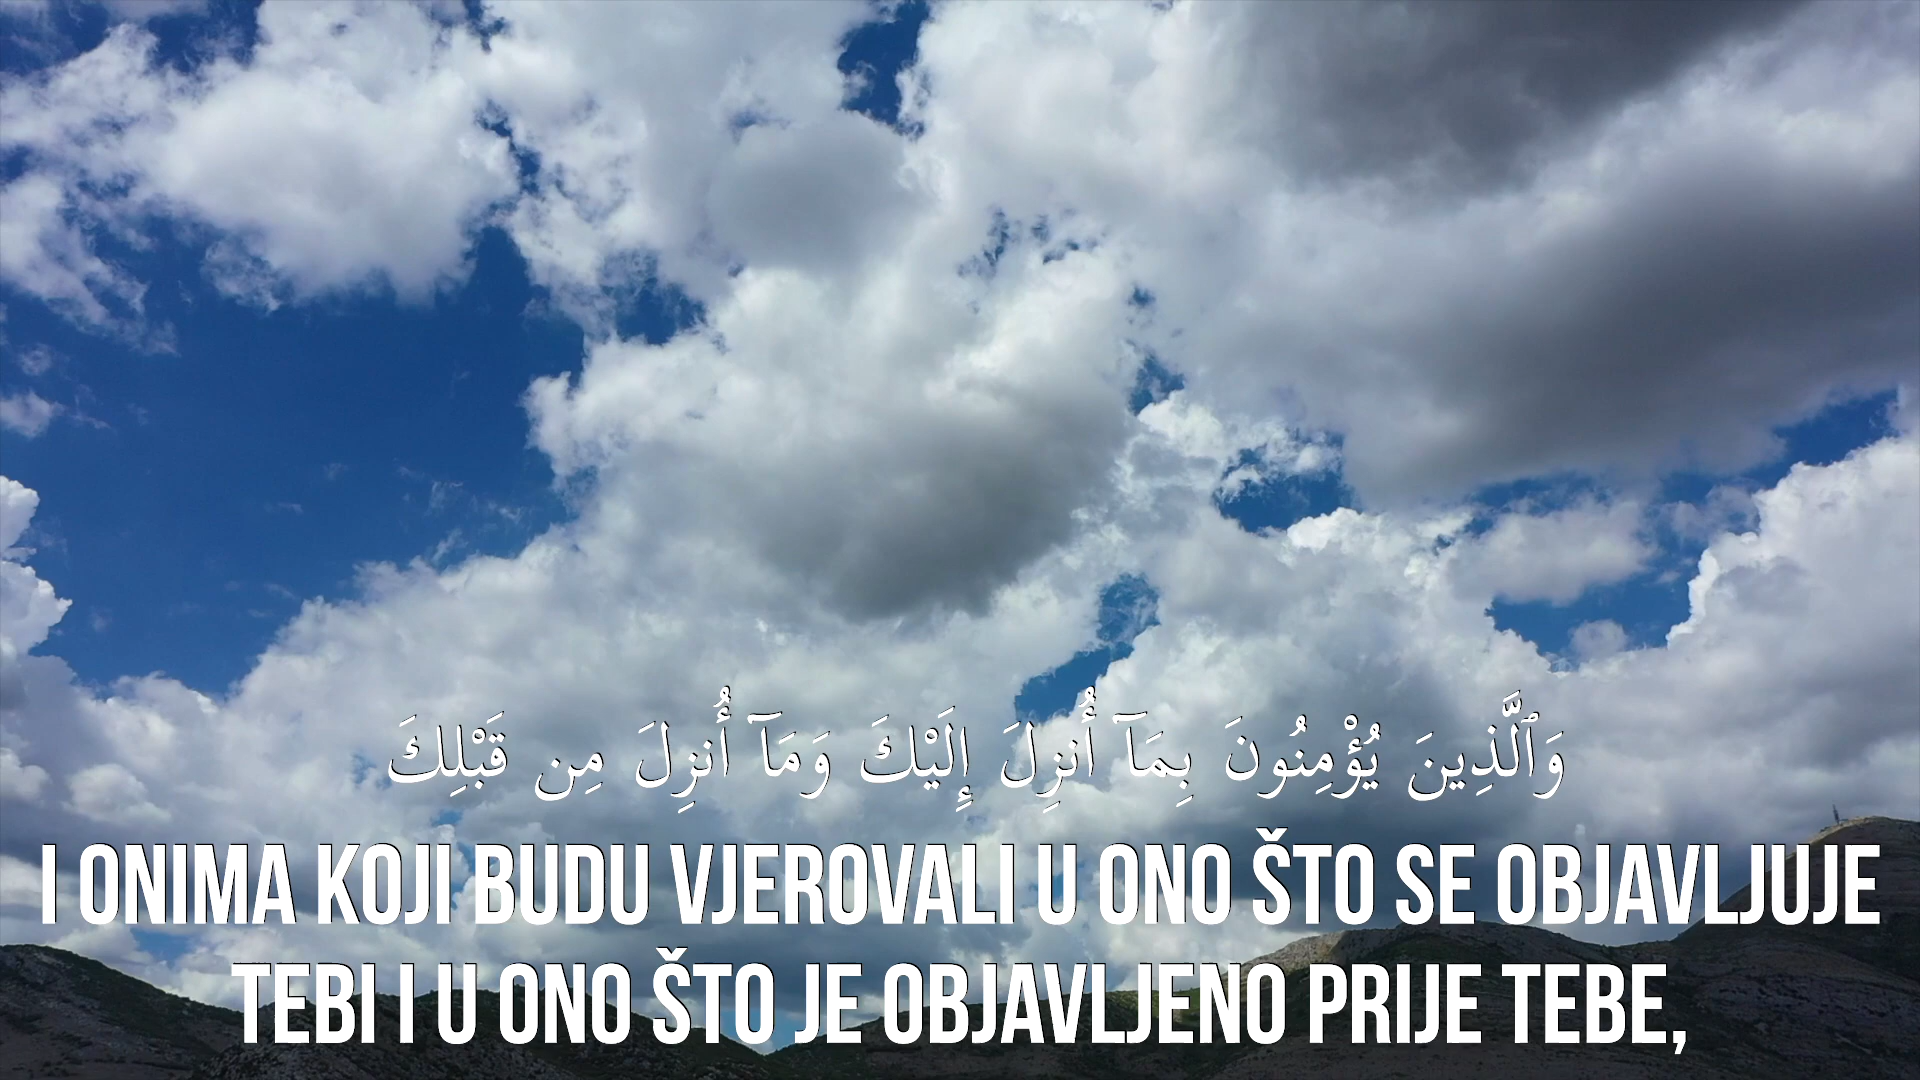 وَٱلَّذِينَ يُؤْمِنُونَ بِمَآ أُنزِلَ إِلَيْكَ وَمَآ أُنزِلَ مِن قَبْلِكَ
I ONIMA KOJI BUDU VJEROVALI U ONO ŠTO SE OBJAVLJUJE
TEBI I U ONO ŠTO JE OBJAVLJENO PRIJE TEBE,